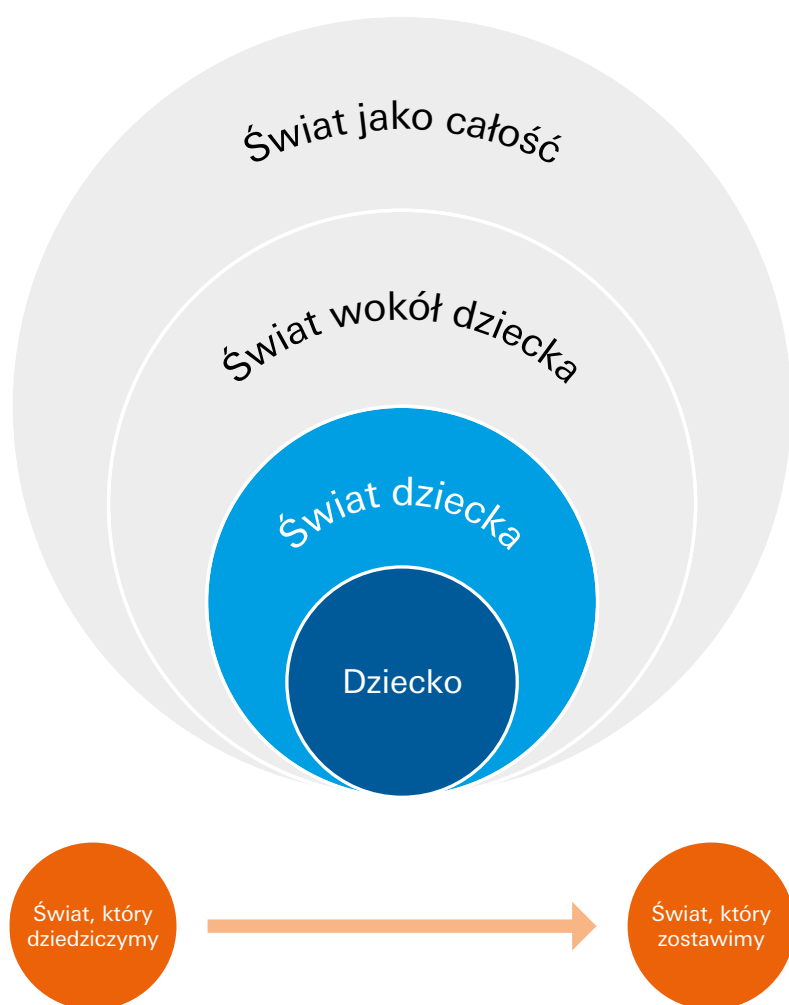 Świat jako całość
Świat wokół dziecka
Świat dziecka
Dziecko
Świat, który
dziedziczymy
Świat, który
zostawimy